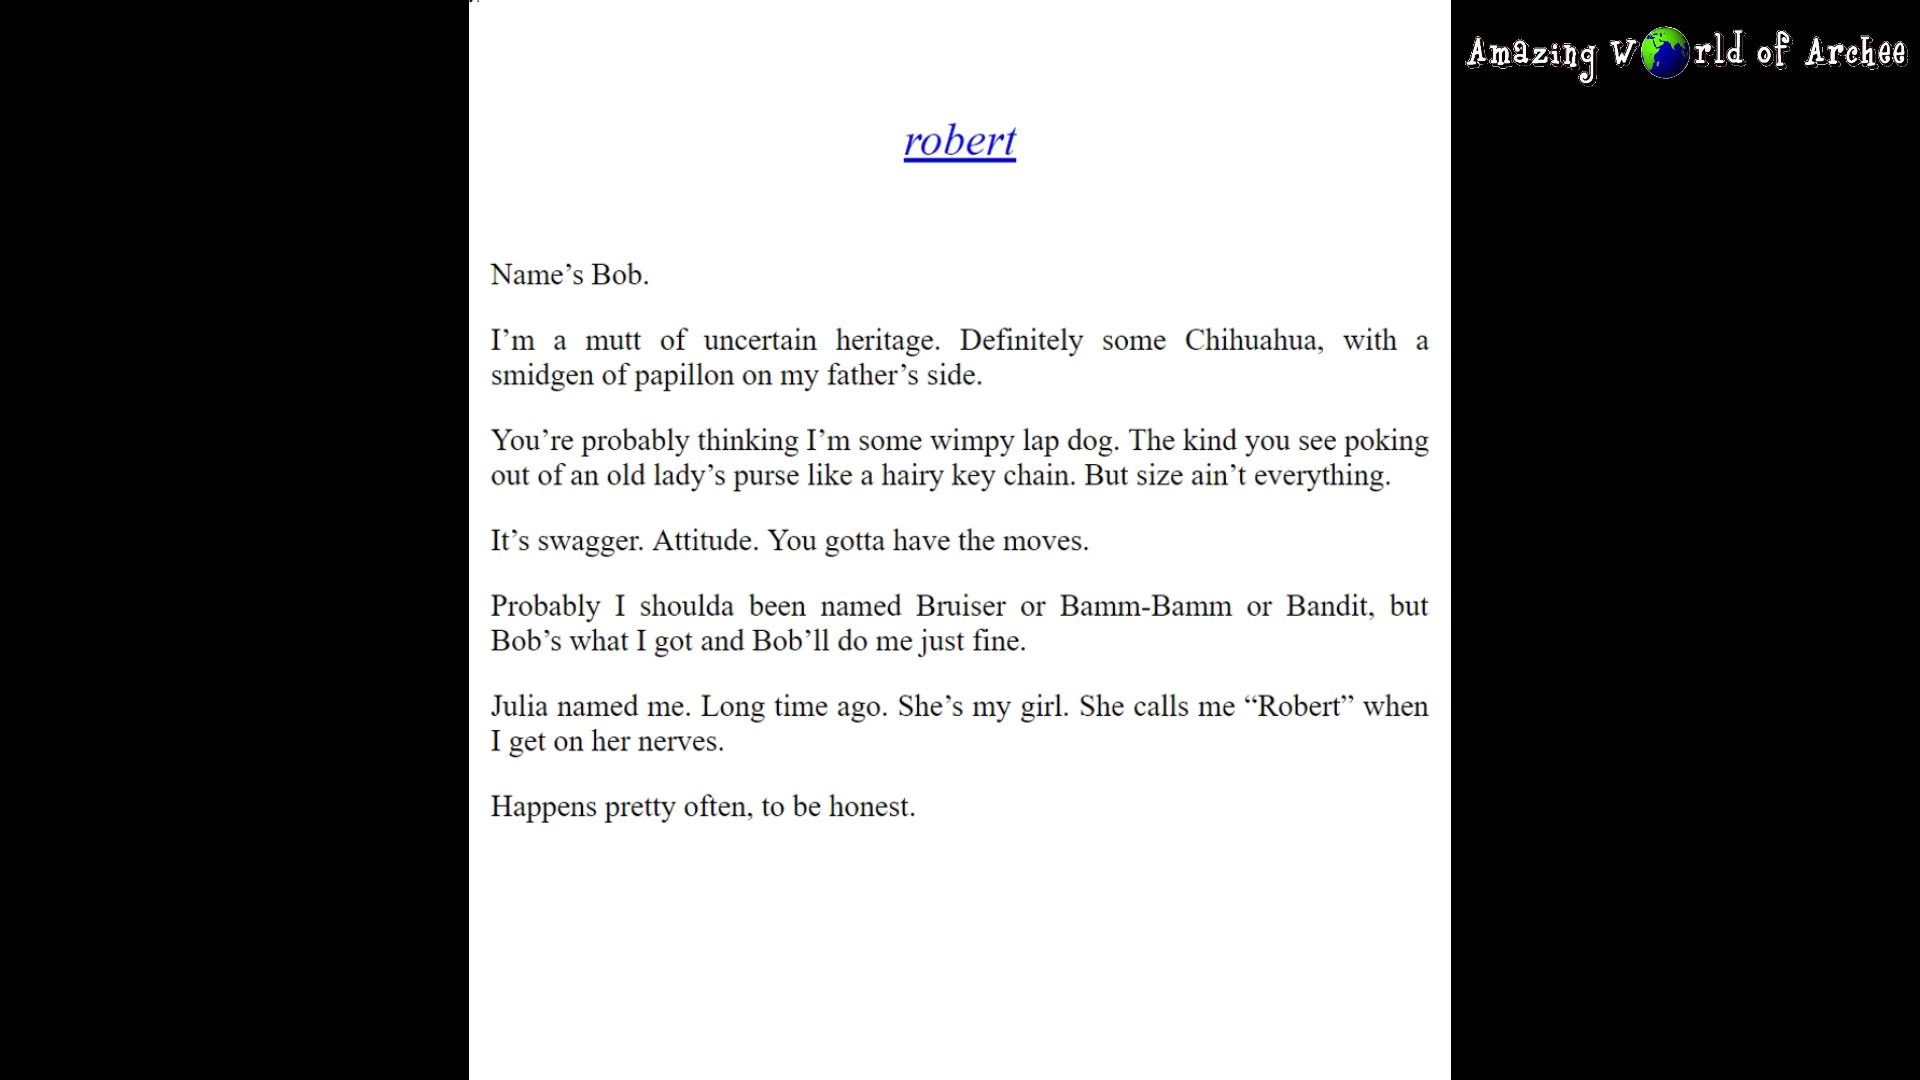 Amazing World of Archee
robert
Name’s Bob.
I’m a mutt of uncertain heritage. Definitely some Chihuahua, with a
smidgen of papillon on my father’s side.
You’re probably thinking I’m some wimpy lap dog. The kind you see poking
out of an old lady’s purse like a hairy key chain. But size ain’t everything.
It’s swagger. Attitude. You gotta have the moves.
Probably I shoulda been named Bruiser or Bamm-Bamm or Bandit, but
Bob’s what I got and Bob’ll do me just fine.
Julia named me. Long time ago. She’s my girl. She calls me “Robert” when
I get on her nerves.
Happens pretty often, to be honest.